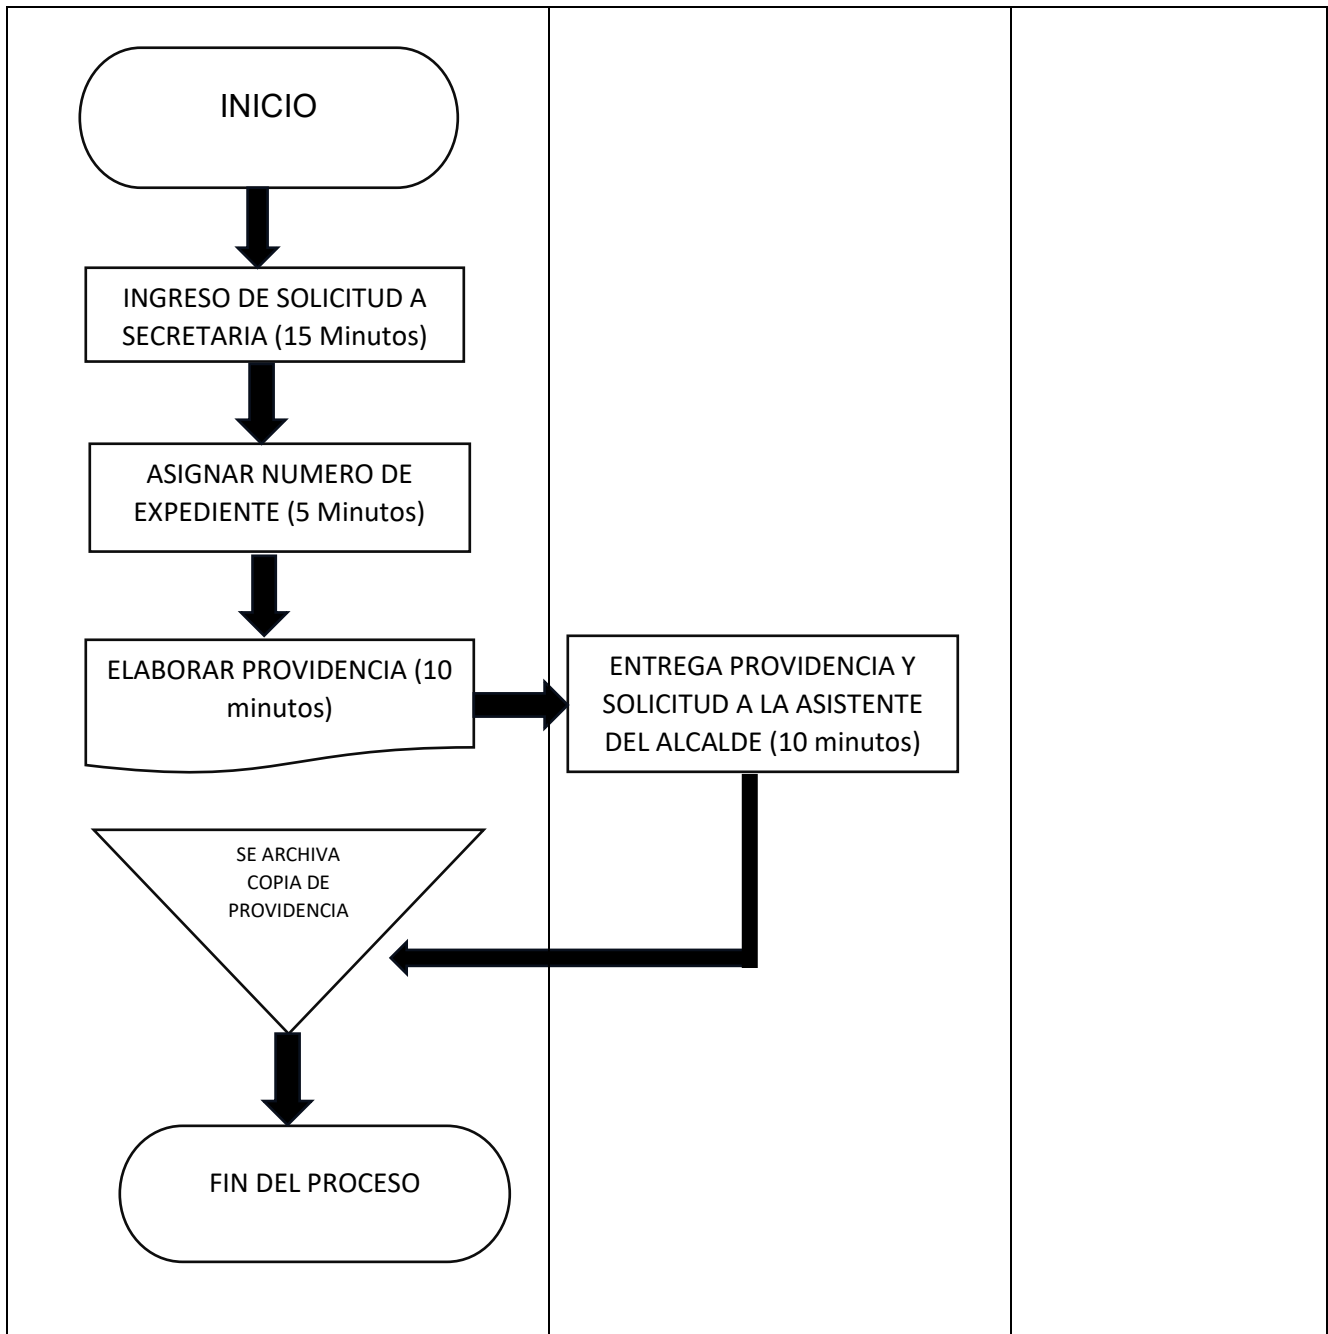 INICIO
INGRESO DE SOLICITUD A
SECRETARIA (15 Minutos)
ASIGNAR NUMERO DE
EXPEDIENTE (5 Minutos)
ELABORAR PROVIDENCIA (10
minutos)
ENTREGA PROVIDENCIA Y
SOLICITUD A LA ASISTENTE
DEL ALCALDE (10 minutos)
SE ARCHIVA
COPIA DE
PROVIDENCIA
FIN DEL PROCESO